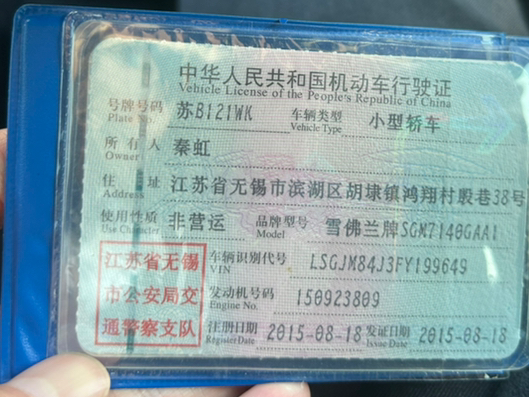 中华人民共和国机动车行驶证
Vehicle License of the People's Republic of China
号牌号码 苏B121WK 车辆类型 小型轿车
Plate No. Vehicle Type
所有人 秦虹
Owner
住址 江苏省无锡市滨湖区胡埭镇鸿翔村殷巷38号
Address
使用性质 非营运 品牌型号 雪佛兰牌SGM7140GAA1
Use Character Model
江苏省无锡
市公安局交
通警察支队
车辆识别代号 LSGJM84J3FY199649
VIN
发动机号码 150923809
Engine No.
注册日期 2015-08-18 发证日期 2015-08-18
Register Date Issue Date